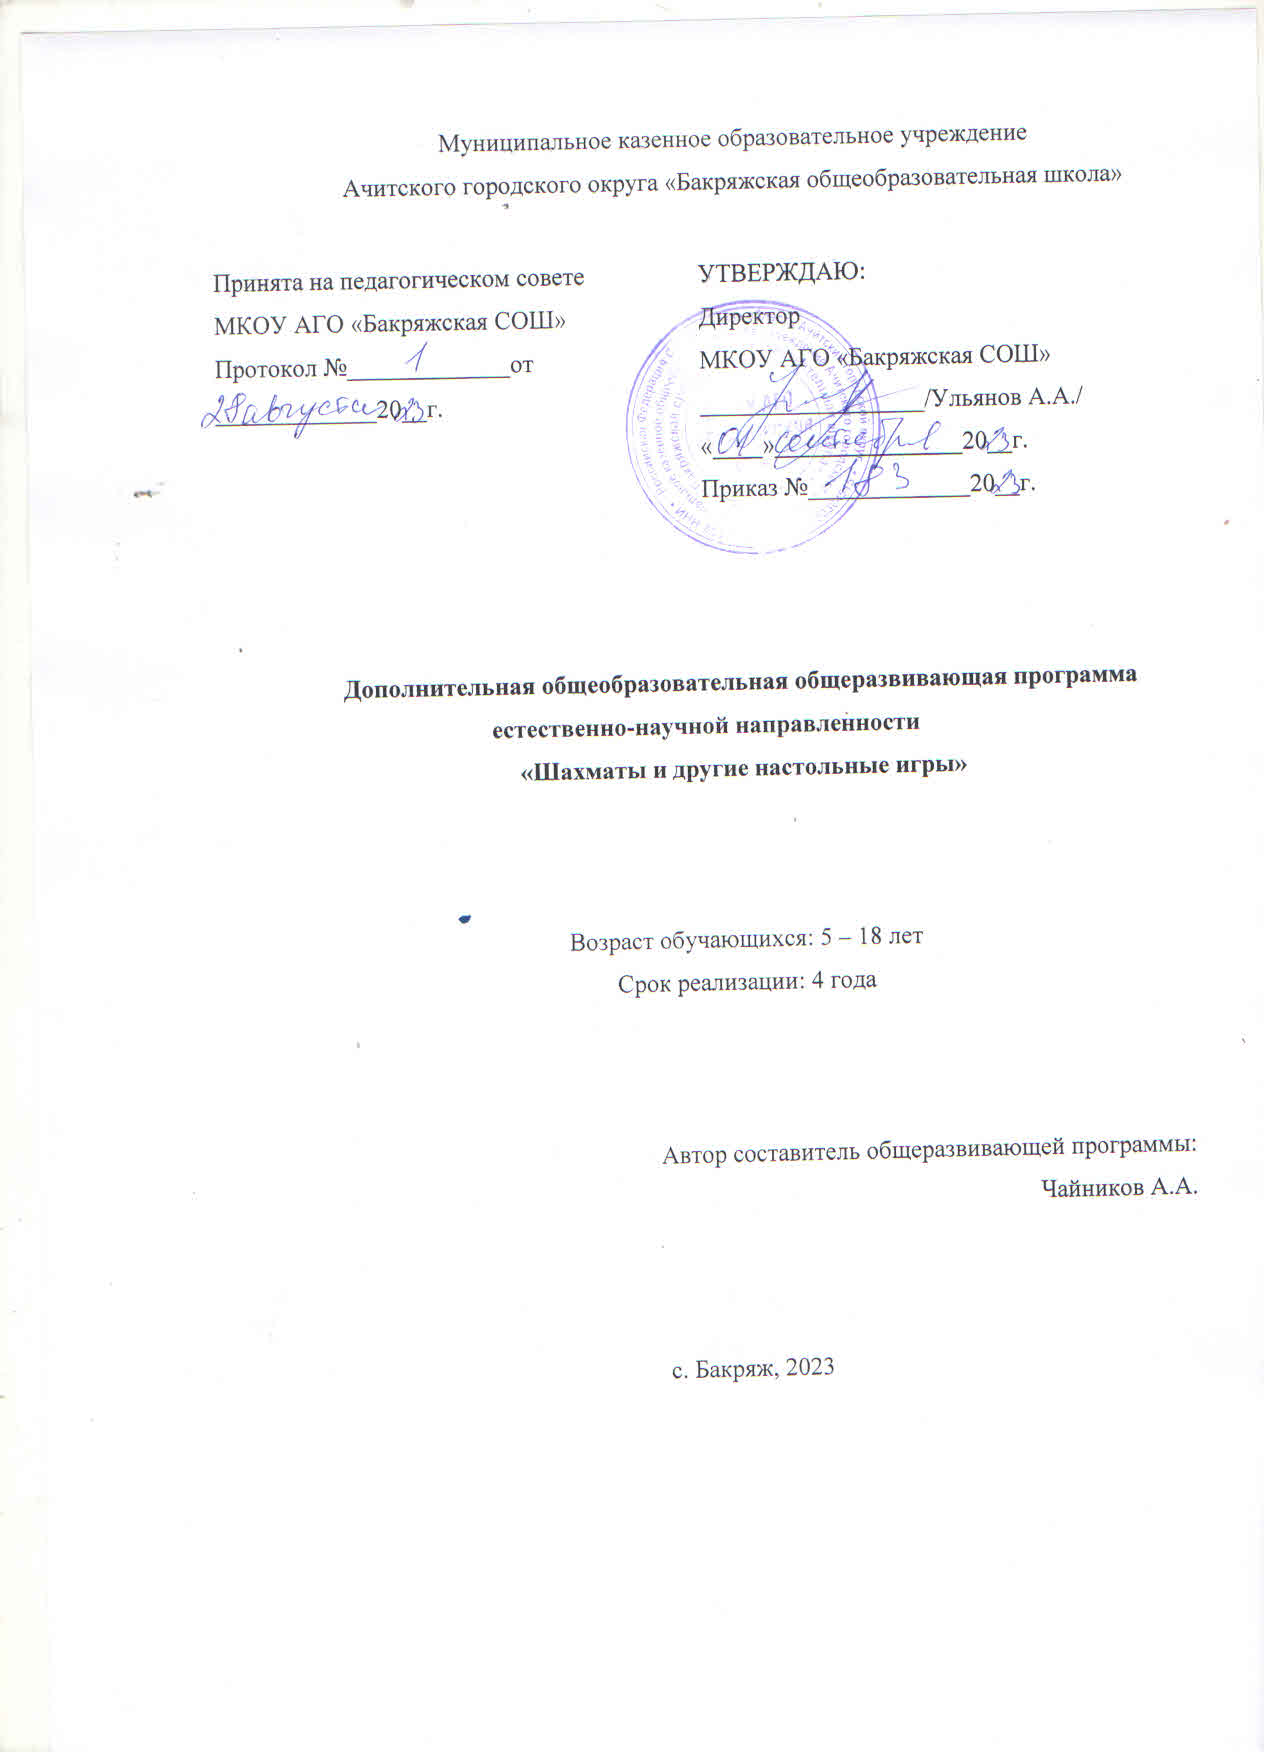 Муниципальное казенное образовательное учреждение
Ачитского городского округа «Бакряжская общеобразовательная школа»
Принята на педагогическом совете
МКОУ АГО «Бакряжская СОШ»
Протокол № 1 от
августа 2023 г.
УТВЕРЖДАЮ:
Директор
МКОУ АГО «Бакряжская СОШ»
/Ульянов А.А./
«01» сентября 2023 г.
Приказ № 183 2023 г.
Дополнительная общеобразовательная общеразвивающая программа
естественно-научной направленности
«Шахматы и другие настольные игры»
Возраст обучающихся: 5 – 18 лет
Срок реализации: 4 года
Автор составитель общеразвивающей программы:
Чайников А.А.
с. Бакряж, 2023